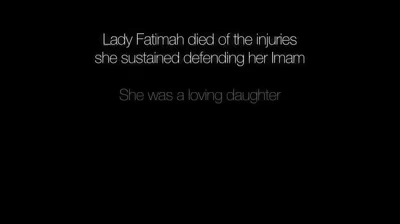 Lady Fatimah died of the injuries
she sustained defending her Imam
She was a loving daughter